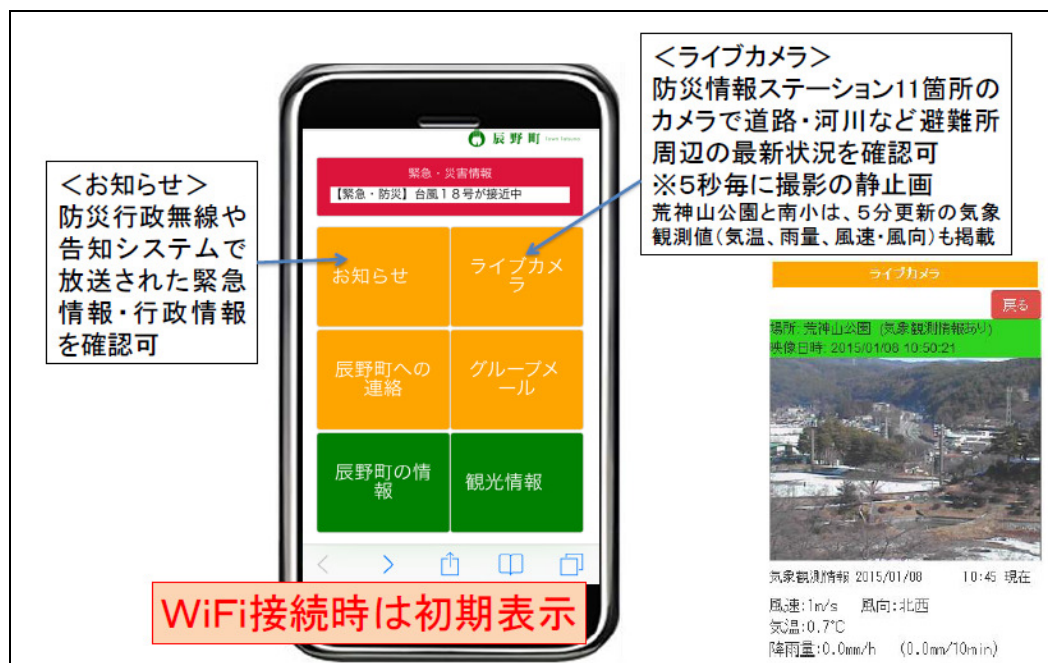 <ライブカメラ>
防災情報ステーション11箇所の
カメラで道路・河川など避難所
周辺の最新状況を確認可
※5秒毎に撮影の静止画
荒神山公園と南小は、5分更新の気象
観測値(気温、雨量、風速・風向)も掲載
<お知らせ>
防災行政無線や
告知システムで
放送された緊急
情報・行政情報
を確認可
辰野町
緊急・災害情報
【緊急・防災】台風18号が接近中
お知らせ
ライブカメ
ラ
辰野町への
連絡
グループメ
ール
辰野町の情
報
観光情報
WiFi接続時は初期表示
ライブカメラ
戻る
場所: 荒神山公園 (気象観測情報あり)
映像日時: 2015/01/08 10:50:21
気象観測情報 2015/01/08 10:45 現在
風速:1m/s 風向:北西
気温:0.7℃
降雨量:0.0mm/h (0.0mm/10min)